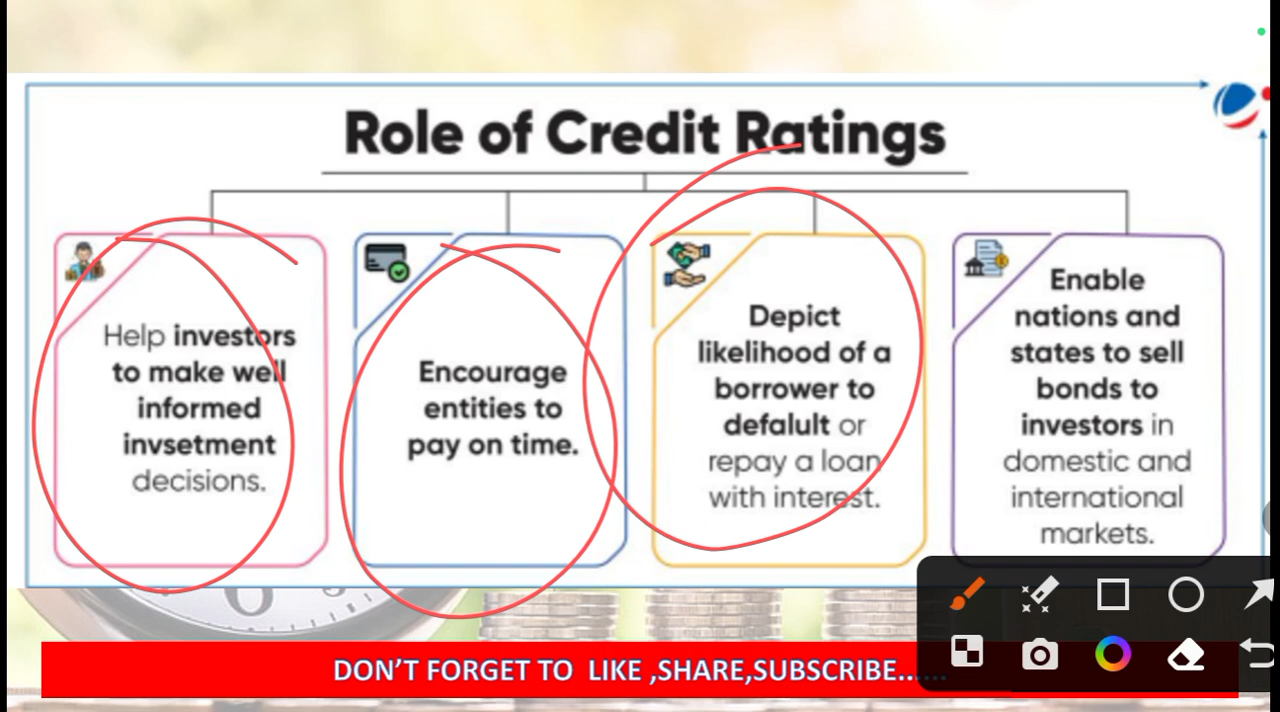 Role of Credit Ratings
Help investors
to make well
informed
invsetment
decisions.
Encourage
entities to
pay on time.
Depict
likelihood of a
borrower to
defalult or
repay a loan
with interest.
Enable
nations and
states to sell
bonds to
investors in
domestic and
international
markets.
6
DON'T FORGET TO LIKE ,SHARE,SUBSCRIBE......